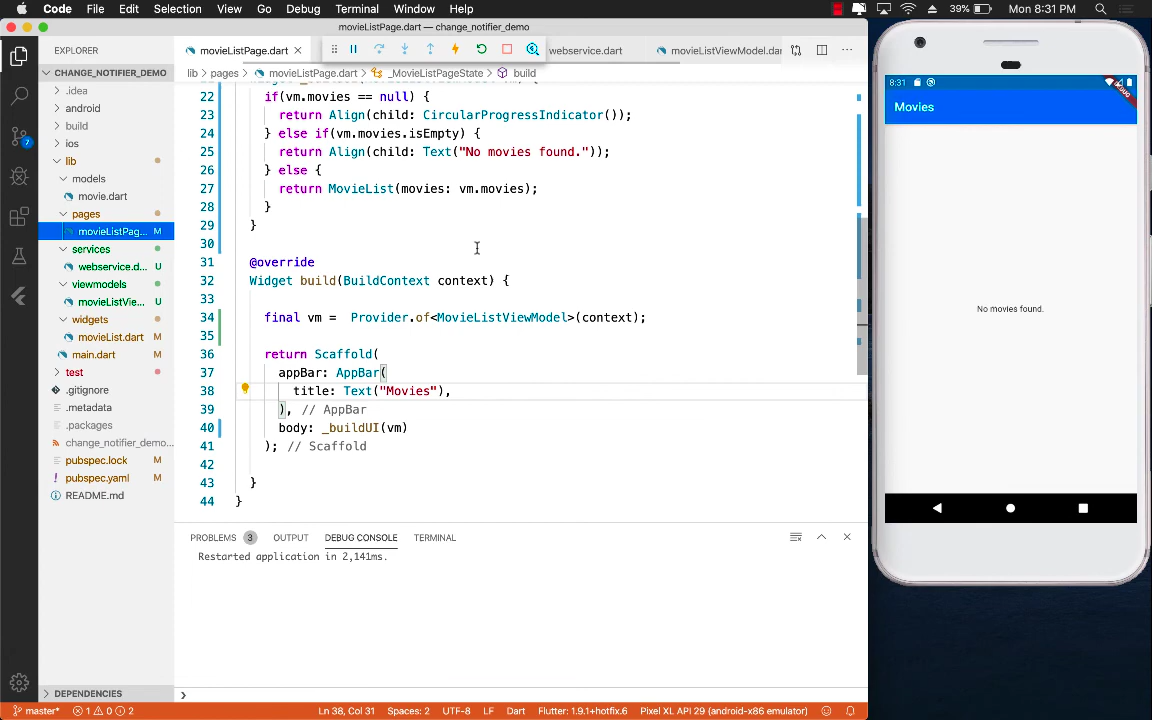 Code File Edit Selection View Go Debug Terminal Window Help 39% Mon 8:31 PM
movieListPage.dart — change_notifier_demo
EXPLORER
CHANGE_NOTIFIER_DEMO
.idea
android
build
ios
lib
models
movie.dart
pages
movieListPag... M
services
webservice.d... U
viewmodels
movieListVie... U
widgets
movieList.dart M
main.dart M
test
.gitignore
.metadata
.packages
change_notifier_demo...
pubspec.lock M
pubspec.yaml M
README.md
DEPENDENCIES
7
movieListPage.dart webservice.dart movieListViewModel.dar
lib › pages › movieListPage.dart › _MovieListPageState › build
22 if(vm.movies == null) {
23 return Align(child: CircularProgressIndicator());
24 } else if(vm.movies.isEmpty) {
25 return Align(child: Text("No movies found."));
26 } else {
27 return MovieList(movies: vm.movies);
28 }
29 }
30
31 @override
32 Widget build(BuildContext context) {
33
34 final vm =  Provider.of<MovieListViewModel>(context);
35
36 return Scaffold(
37 appBar: AppBar(
38 title: Text("Movies"),
39 ), // AppBar
40 body: _buildUI(vm)
41 ); // Scaffold
42
43 }
44 }
PROBLEMS 3 OUTPUT DEBUG CONSOLE TERMINAL
Restarted application in 2,141ms.
master* 1 0 2 Ln 38, Col 31 Spaces: 2 UTF-8 LF Dart Flutter: 1.9.1+hotfix.6 Pixel XL API 29 (android-x86 emulator)
8:31
Movies
No movies found.